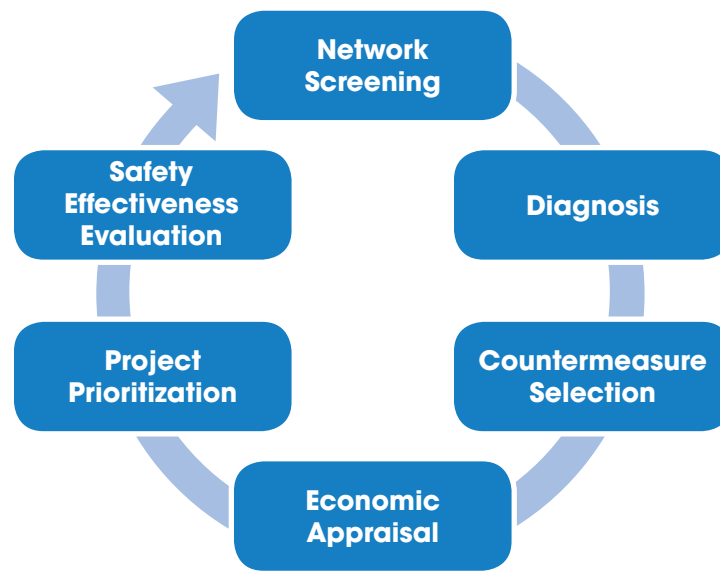 Network
Screening
Diagnosis
Countermeasure
Selection
Economic
Appraisal
Project
Prioritization
Safety
Effectiveness
Evaluation